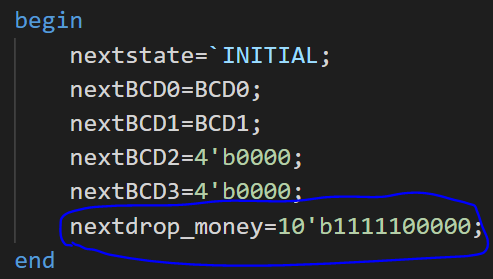 begin
nextstate=`INITIAL;
nextBCD0=BCD0;
nextBCD1=BCD1;
nextBCD2=4'b0000;
nextBCD3=4'b0000;
nextdrop_money=10'b1111100000;
end